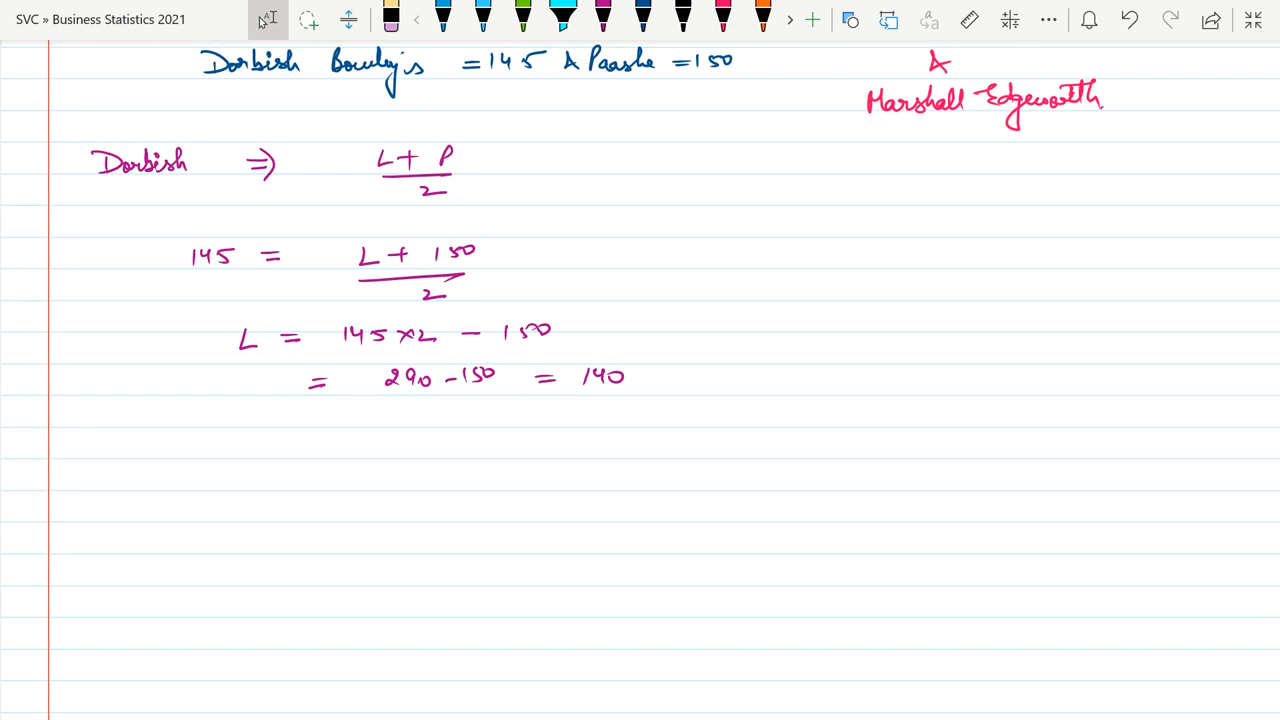 SVC » Business Statistics 2021
Dorbish Bowley's = 145 & Paashe = 150
&
Marshall Edgeworth
Dorbish ⇒ L + P / 2
145 = L + 150 / 2
L = 145 × 2 - 150
= 290 - 150 = 140